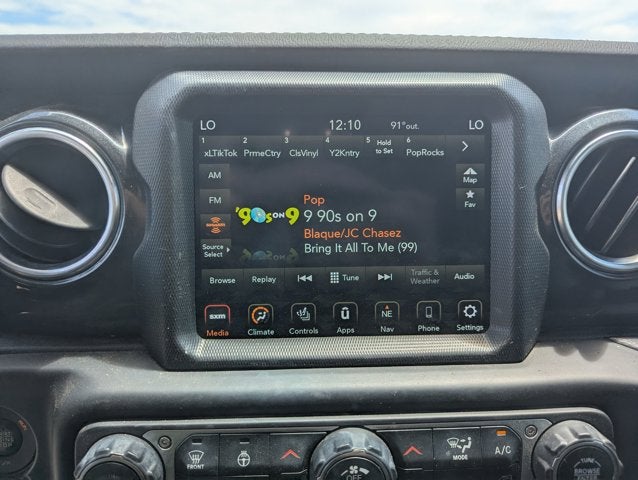 LO 12:10 91°out. LO
1 xLTikTok 2 PrmeCtry 3 ClsVinyl 4 Y2Kntry 5 Hold to Set 6 PopRocks
AM
Map
FM
Fav
SIRIUSXM
Source Select
'90s ON 9
Pop
9 90s on 9
Blaque/JC Chasez
Bring It All To Me (99)
Browse Replay Tune Traffic & Weather Audio
sxm ū NE
Media Climate Controls Apps Nav Phone Settings
FRONT OFF MODE A/C
TUNE
BROWSE
ENTER